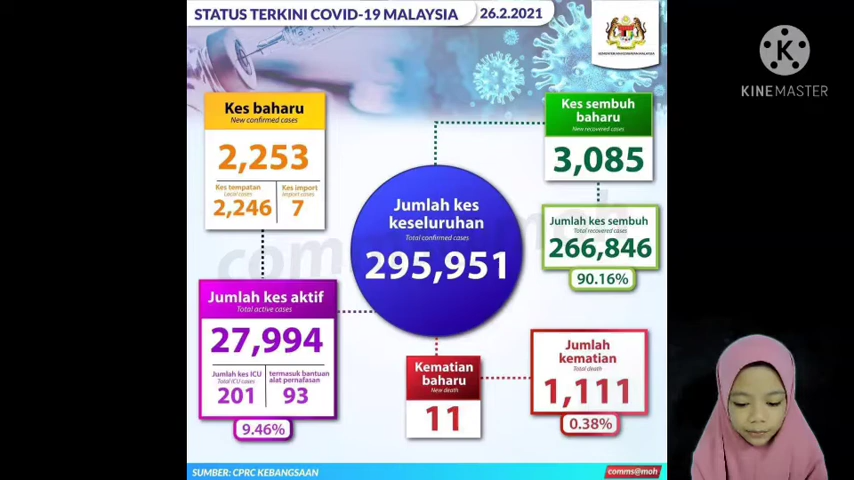 STATUS TERKINI COVID-19 MALAYSIA 26.2.2021
KINEMASTER
Kes baharu
New confirmed cases
2,253
Kes tempatan
Local cases
2,246
Kes import
Import cases
7
Kes sembuh
baharu
New recovered cases
3,085
Jumlah kes
keseluruhan
Total confirmed cases
295,951
Jumlah kes sembuh
Total recovered cases
266,846
90.16%
Jumlah kes aktif
Total active cases
27,994
Jumlah kes ICU
Total ICU cases
201
termasuk bantuan
alat pernafasan
93
9.46%
Kematian
baharu
New death
11
Jumlah
kematian
Total death
1,111
0.38%
SUMBER: CPRC KEBANGSAAN
comms@moh